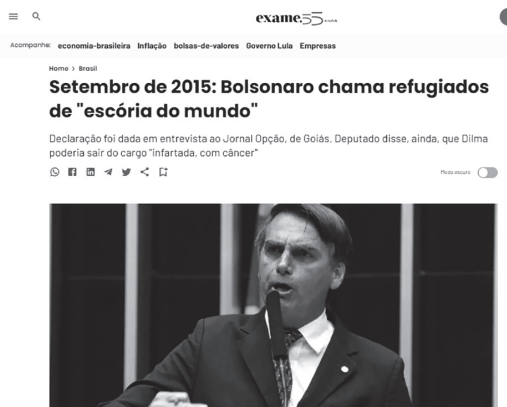 exame.55 ANOS
Acompanhe: economia-brasileira Inflação bolsas-de-valores Governo Lula Empresas
Home > Brasil
Setembro de 2015: Bolsonaro chama refugiados
de "escória do mundo"
Declaração foi dada em entrevista ao Jornal Opção, de Goiás. Deputado disse, ainda, que Dilma
poderia sair do cargo "infartada, com câncer"
Modo escuro